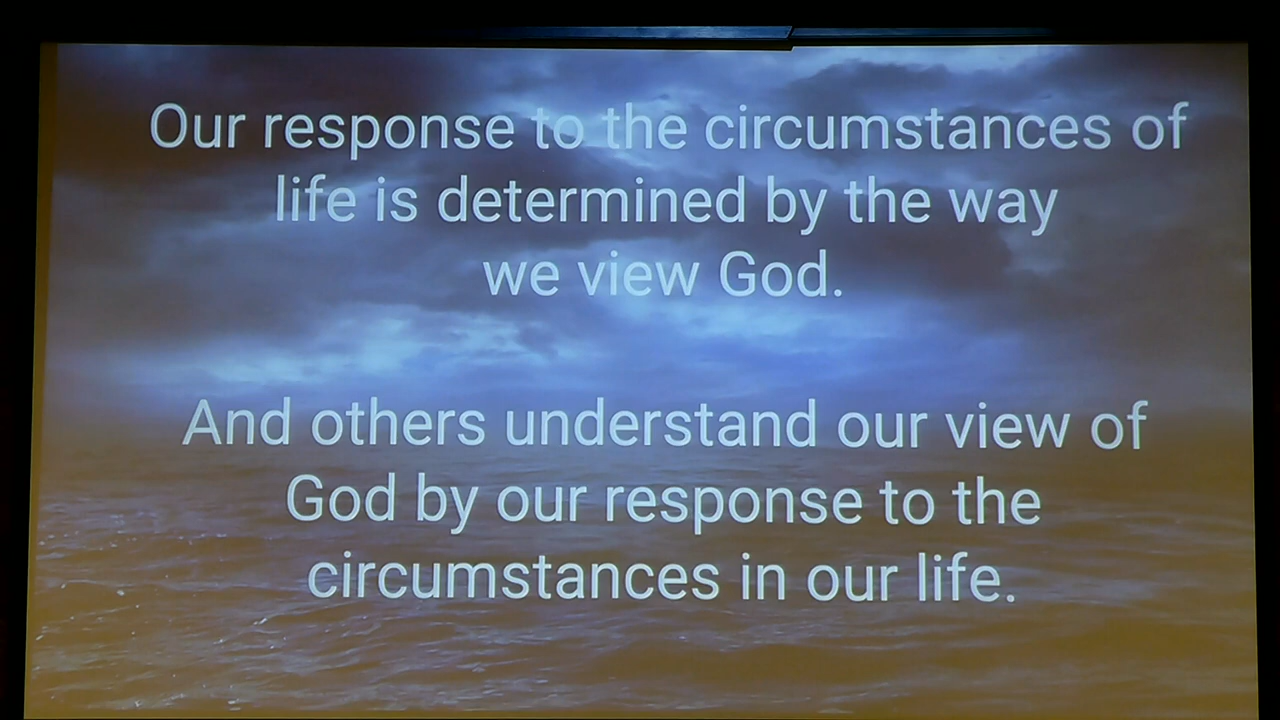 Our response to the circumstances of
life is determined by the way
we view God.
And others understand our view of
God by our response to the
circumstances in our life.